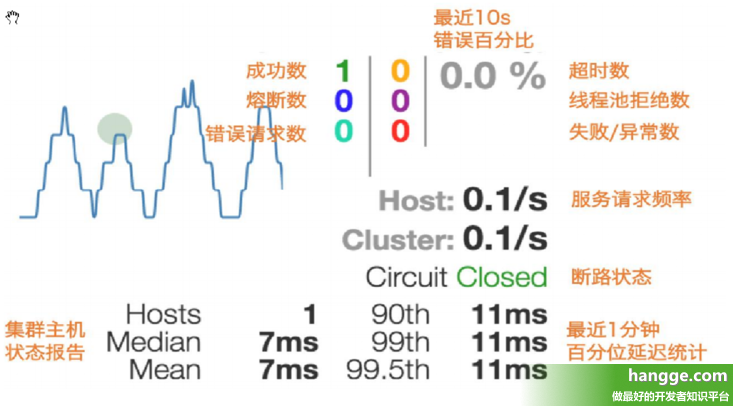 最近10s
错误百分比
成功数 1 0 0.0 % 超时数
熔断数 0 0 线程池拒绝数
错误请求数 0 0 失败/异常数
Host: 0.1/s 服务请求频率
Cluster: 0.1/s
Circuit Closed 断路状态
集群主机
状态报告
Hosts 1 90th 11ms
Median 7ms 99th 11ms
Mean 7ms 99.5th 11ms
最近1分钟
百分位延迟统计
hangge.com
做最好的开发者知识平台